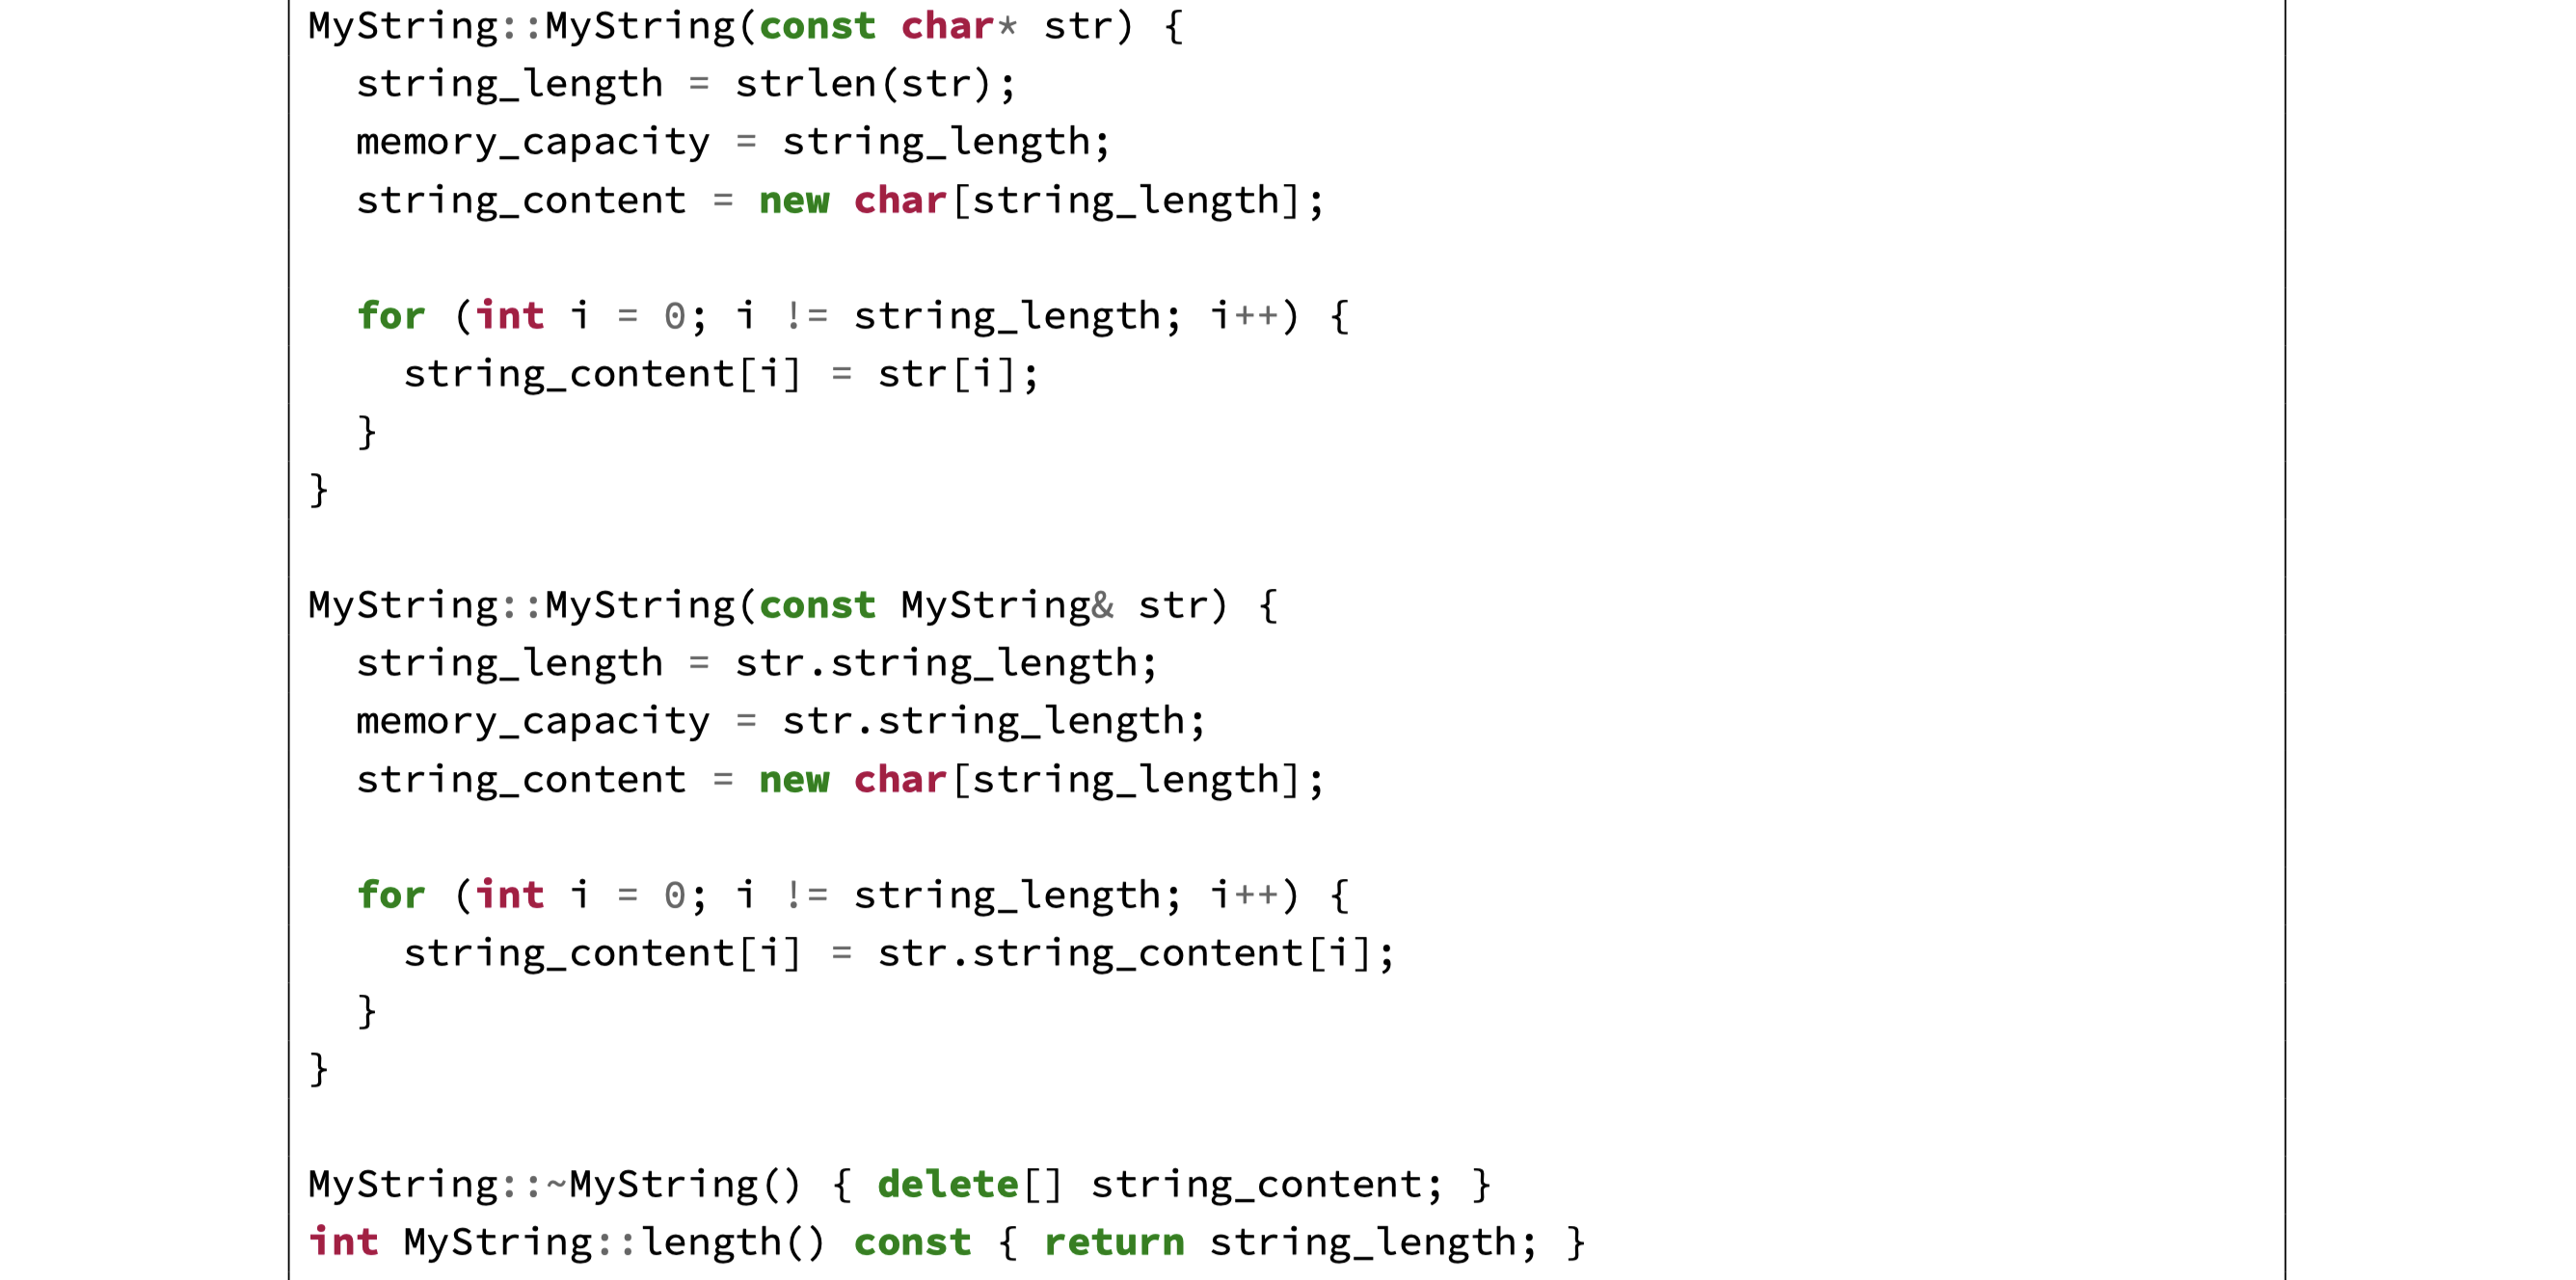 MyString::MyString(const char* str) {
  string_length = strlen(str);
  memory_capacity = string_length;
  string_content = new char[string_length];

  for (int i = 0; i != string_length; i++) {
    string_content[i] = str[i];
  }
}

MyString::MyString(const MyString& str) {
  string_length = str.string_length;
  memory_capacity = str.string_length;
  string_content = new char[string_length];

  for (int i = 0; i != string_length; i++) {
    string_content[i] = str.string_content[i];
  }
}

MyString::~MyString() { delete[] string_content; }
int MyString::length() const { return string_length; }